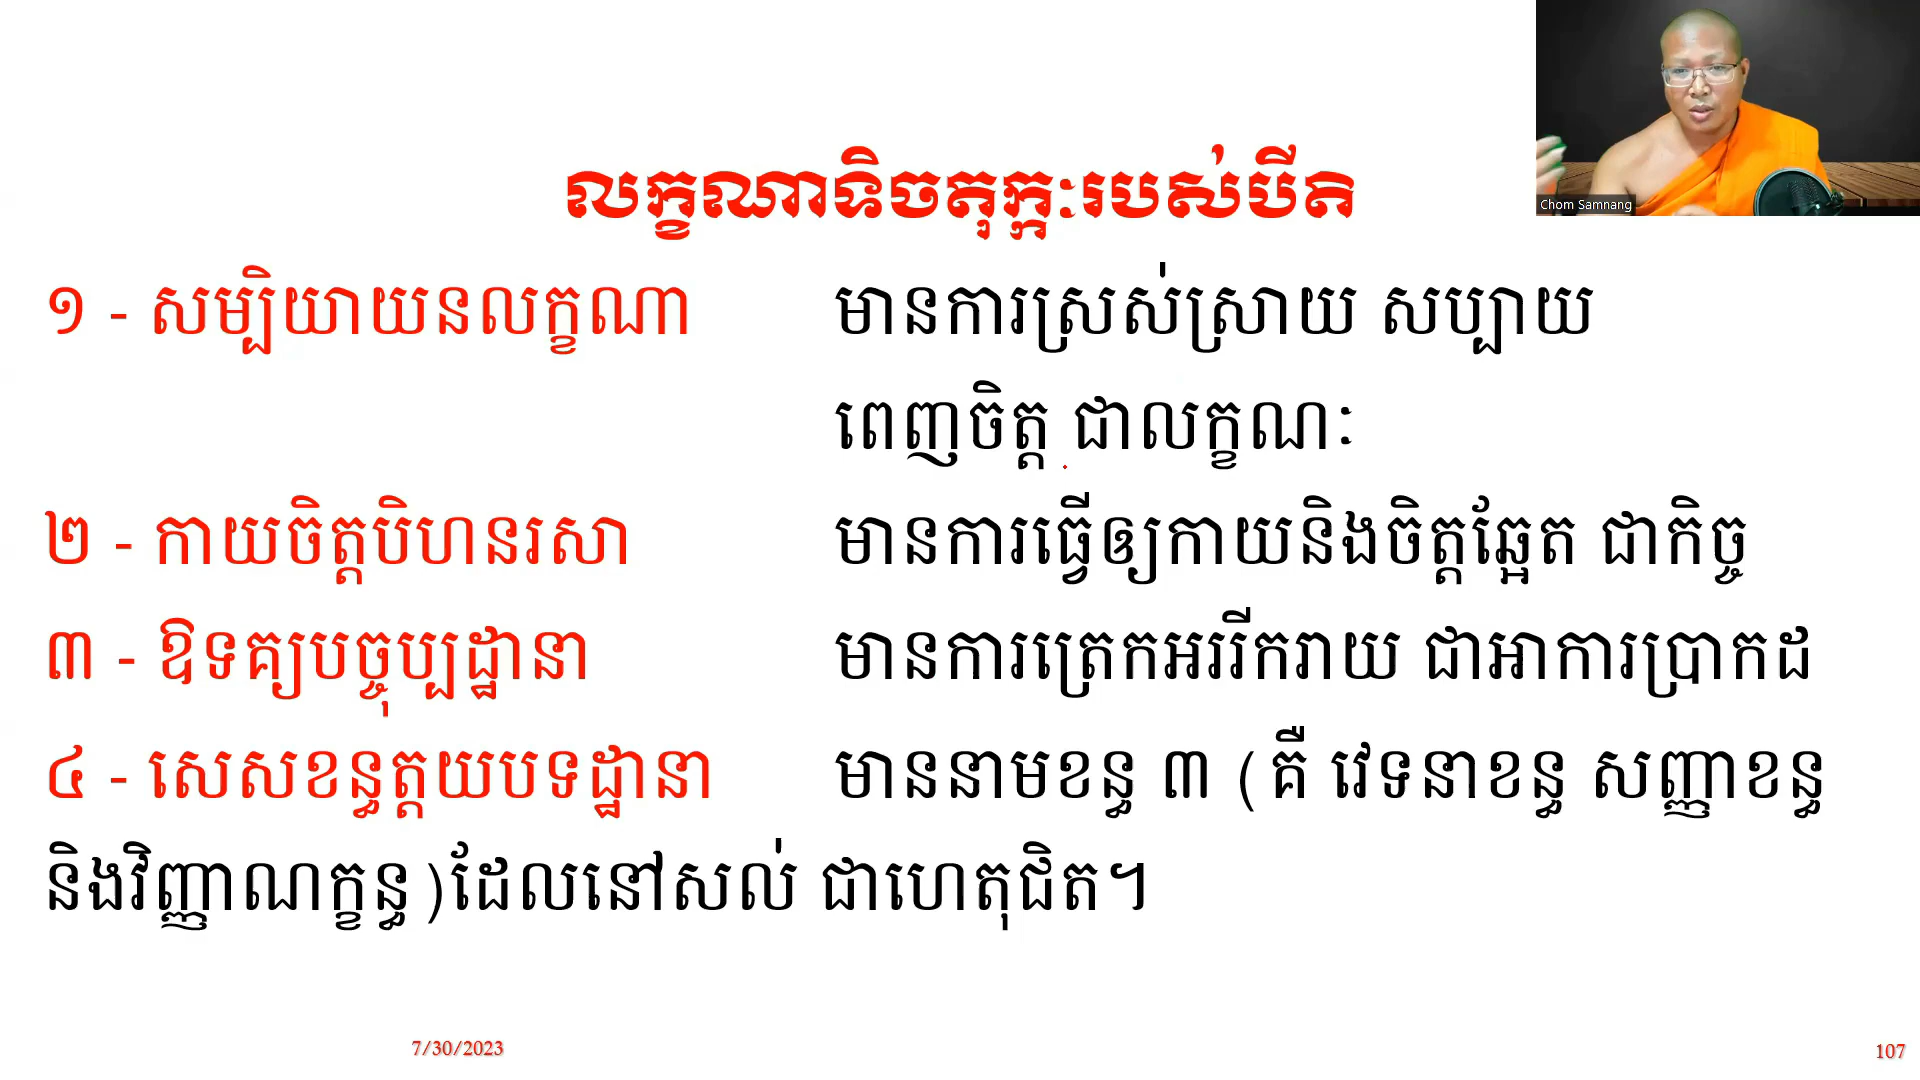 Chom Samnang
លក្ខណាទិចតុក្កៈរបស់បីតិ
១ - សម្បិយាយនលក្ខណា មានការស្រស់ស្រាយ សប្បាយ
ពេញចិត្ត ជាលក្ខណៈ
២ - កាយចិត្តបិហនរសា មានការធ្វើឲ្យកាយនិងចិត្តឆ្អែត ជាកិច្ច
៣ - ឱទគ្យបច្ចុប្បដ្ឋានា មានការត្រេកអររីករាយ ជាអាការប្រាកដ
៤ - សេសខន្ធត្តយបទដ្ឋានា មាននាមខន្ធ ៣ (គឺ វេទនាខន្ធ សញ្ញាខន្ធ
និងវិញ្ញាណក្ខន្ធ)ដែលនៅសល់ ជាហេតុជិត។
7/30/2023
107